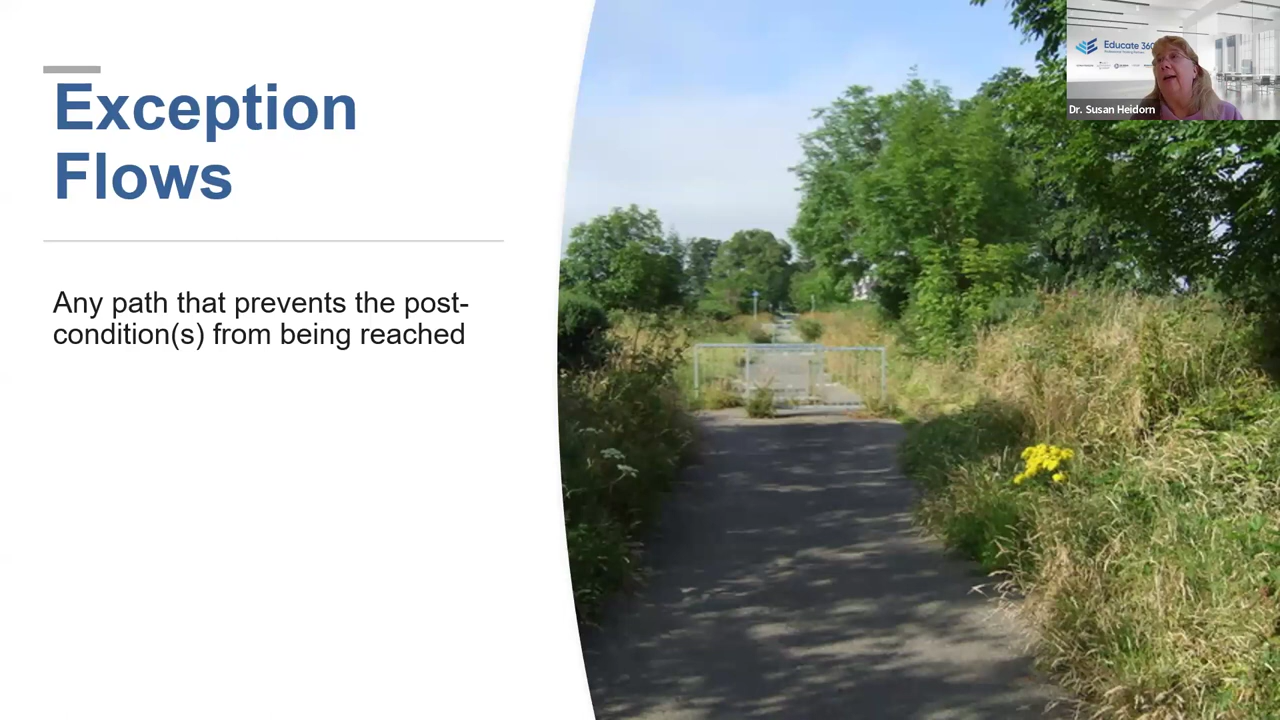 Exception
Flows
Any path that prevents the post-
condition(s) from being reached
Educate 360
Dr. Susan Heidorn